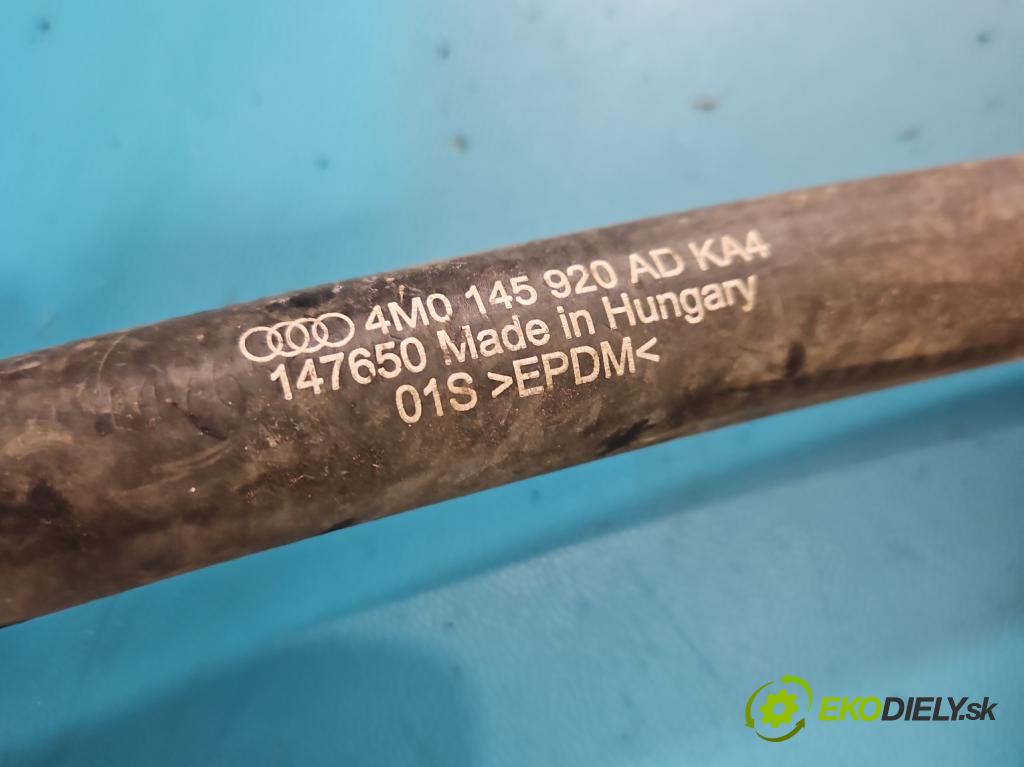 4M0 145 920 AD KA4
147650 Made in Hungary
01S >EPDM<
EKODIELY.sk